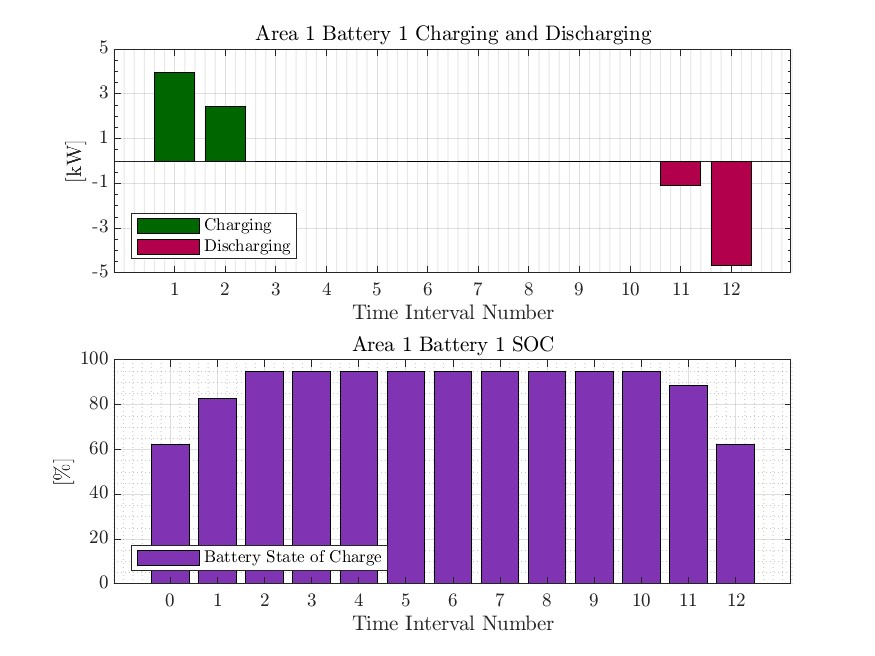 Area 1 Battery 1 Charging and Discharging
5
3
1
-1
-3
-5
[kW]
Charging
Discharging
1 2 3 4 5 6 7 8 9 10 11 12
Time Interval Number
Area 1 Battery 1 SOC
100
80
60
40
20
0
[%]
Battery State of Charge
0 1 2 3 4 5 6 7 8 9 10 11 12
Time Interval Number